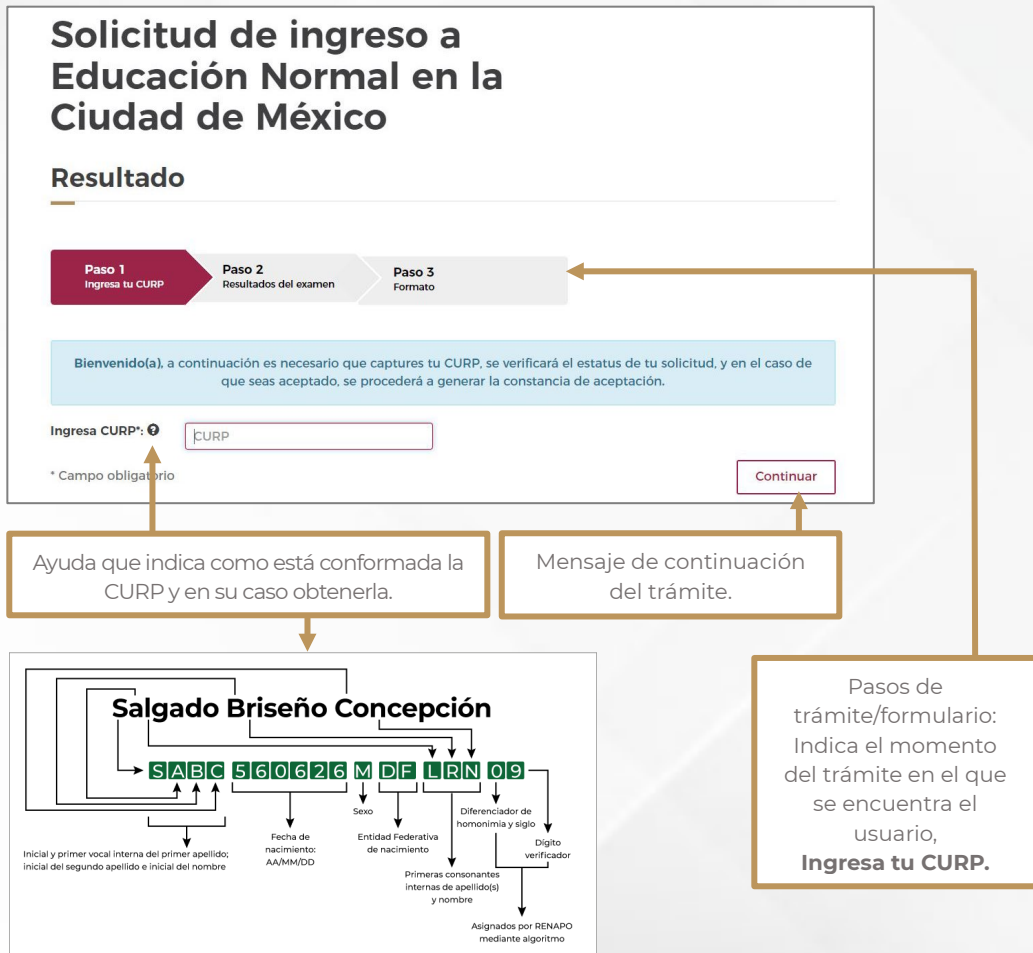 Solicitud de ingreso a
Educación Normal en la
Ciudad de México
Resultado
Paso 1
Ingresa tu CURP
Paso 2
Resultados del examen
Paso 3
Formato
Bienvenido(a), a continuación es necesario que captures tu CURP, se verificará el estatus de tu solicitud, y en el caso de
que seas aceptado, se procederá a generar la constancia de aceptación.
Ingresa CURP*: ?
CURP
* Campo obligatorio
Continuar
Ayuda que indica como está conformada la
CURP y en su caso obtenerla.
Mensaje de continuación
del trámite.
Pasos de
trámite/formulario:
Indica el momento
del trámite en el que
se encuentra el
usuario,
Ingresa tu CURP.
Salgado Briseño Concepción
SABC 560626 M DF LRN 09
Inicial y primer vocal interna del primer apellido;
inicial del segundo apellido e inicial del nombre
Fecha de
nacimiento:
AA/MM/DD
Sexo
Entidad Federativa
de nacimiento
Primeras consonantes
internas de apellido(s)
y nombre
Diferenciador de
homonimia y siglo
Dígito
verificador
Asignados por RENAPO
mediante algoritmo